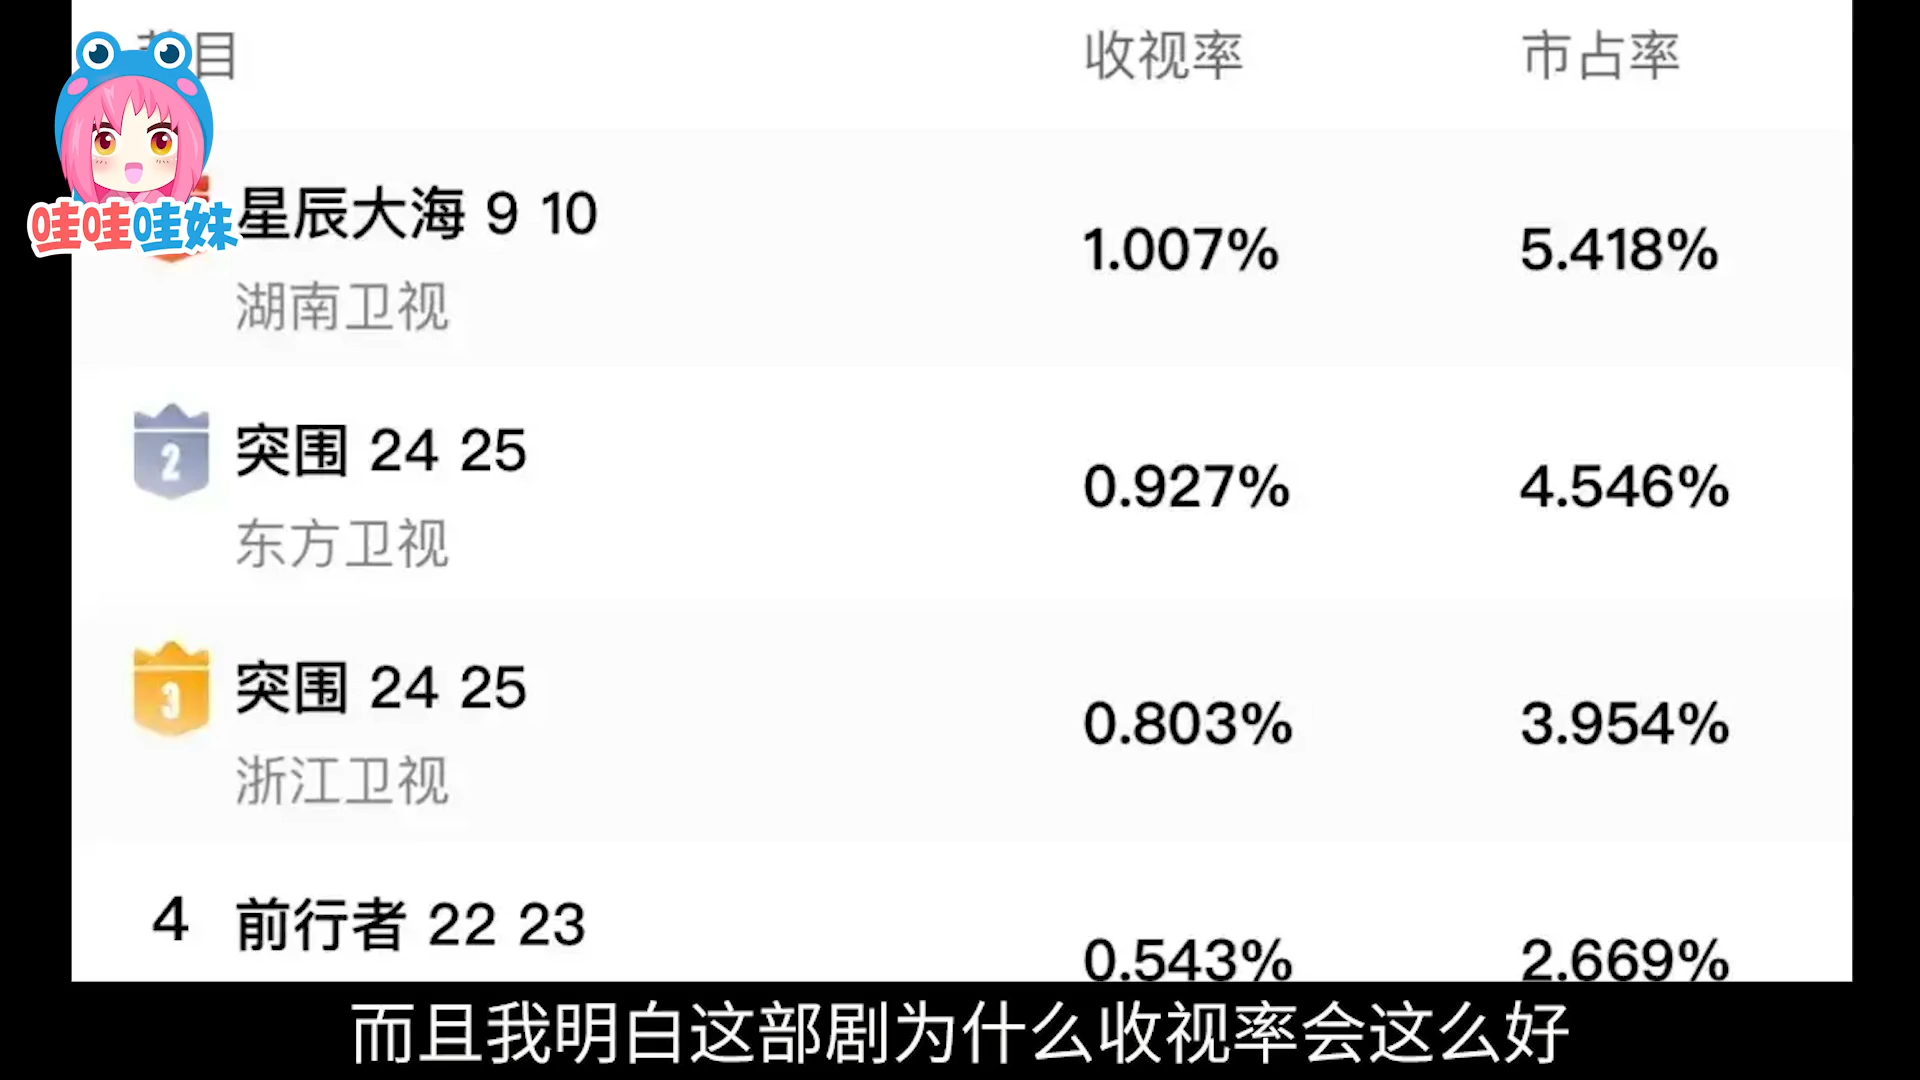 目 收视率 市占率
哇哇哇妹
星辰大海 9 10
湖南卫视
1.007% 5.418%
2 突围 24 25
东方卫视
0.927% 4.546%
3 突围 24 25
浙江卫视
0.803% 3.954%
4 前行者 22 23
0.543% 2.669%
而且我明白这部剧为什么收视率会这么好